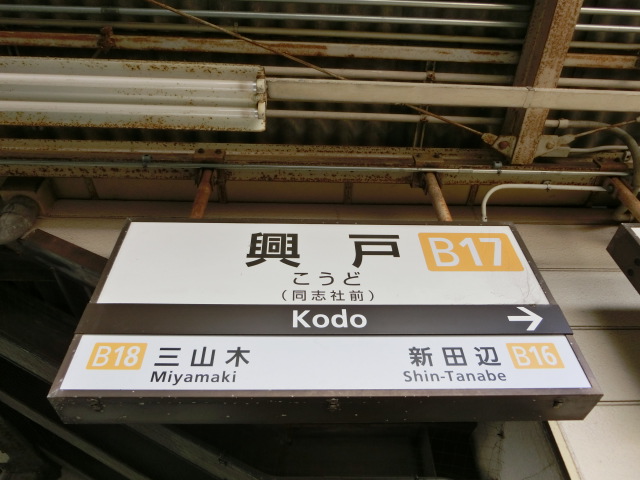 興戸 B17
こうど
(同志社前)
Kodo
B18 三山木
Miyamaki
新田辺 B16
Shin-Tanabe